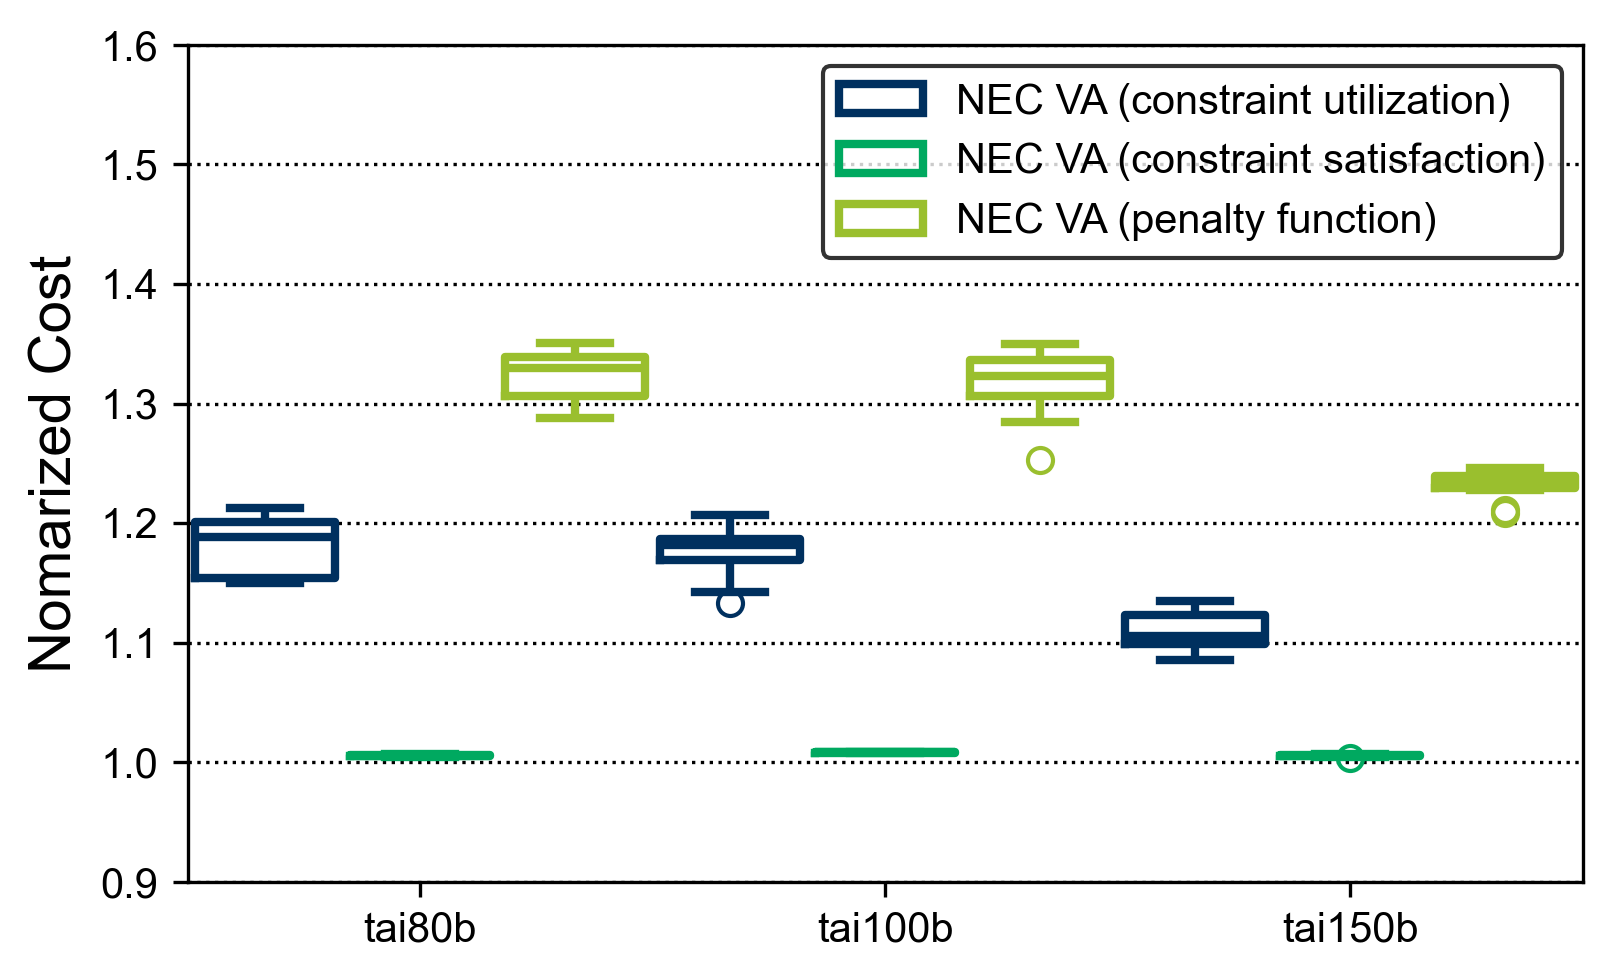 Nomarized Cost
1.6
1.5
1.4
1.3
1.2
1.1
1.0
0.9
NEC VA (constraint utilization)
NEC VA (constraint satisfaction)
NEC VA (penalty function)
tai80b
tai100b
tai150b